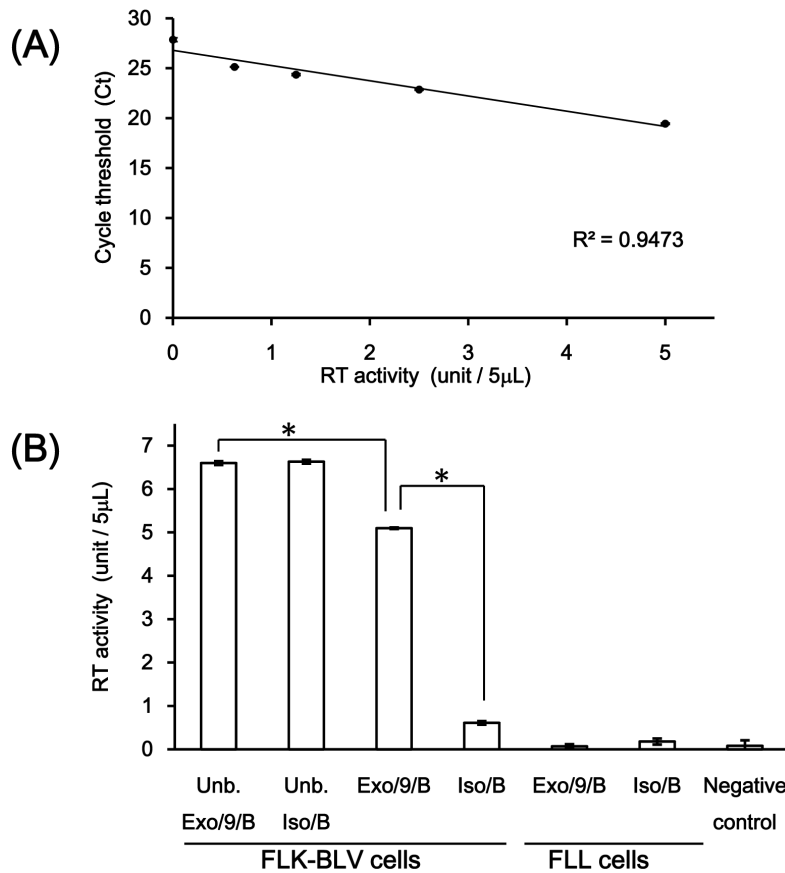 (A)
30
25
20
15
10
5
0
Cycle threshold (Ct)
R² = 0.9473
0 1 2 3 4 5
RT activity (unit / 5µL)
(B)
7
6
5
4
3
2
1
0
RT activity (unit / 5µL)
*
*
Unb. Unb. Exo/9/B Iso/B Exo/9/B Iso/B Negative
Exo/9/B Iso/B control
FLK-BLV cells FLL cells